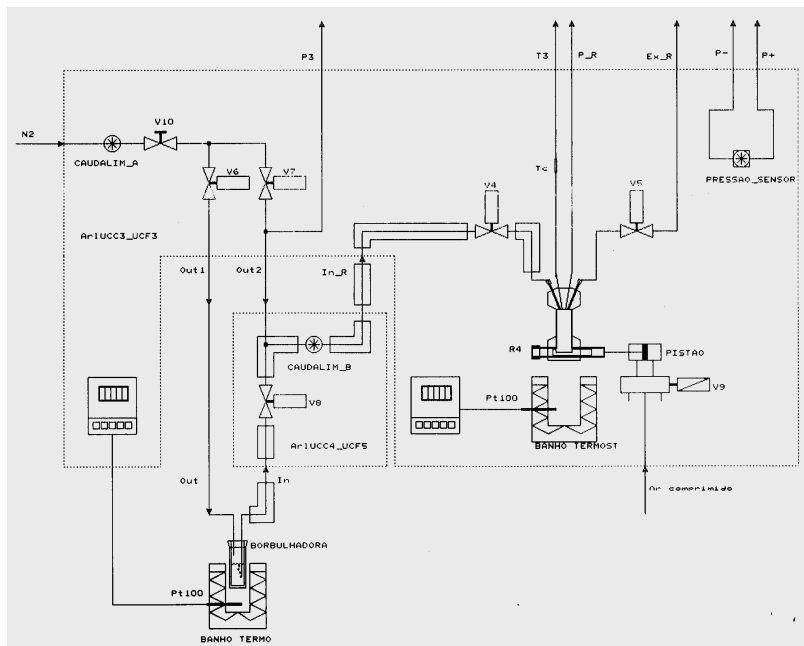 P3
T3
P_R
Ex_R
P-
P+
N2
V10
CAUDALIM_A
V6
V7
Tc
V4
V5
PRESSAO_SENSOR
ArlUCC3_UCF3
Out1
Out2
In_R
R4
PISTAO
CAUDALIM_B
V9
Pt100
V8
ArlUCC4_UCF5
BANHO TERMOST
Out
In
Ar comprimido
BORBULHADORA
Pt100
BANHO TERMO